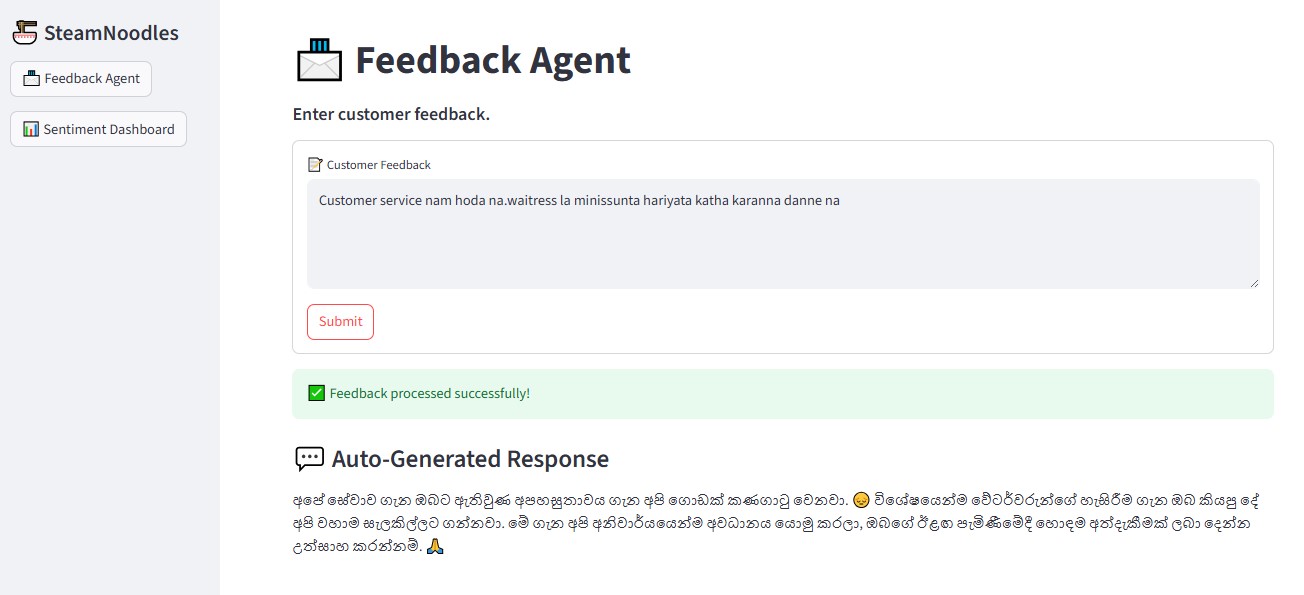 SteamNoodles
Feedback Agent
Sentiment Dashboard
Feedback Agent
Enter customer feedback.
Customer Feedback
Customer service nam hoda na.waitress la minissunta hariyata katha karanna danne na
Submit
Feedback processed successfully!
Auto-Generated Response
අපේ සේවාව ගැන ඔබට ඇතිවුණ අපහසුතාවය ගැන අපි ගොඩක් කණගාටු වෙනවා. 😔 විශේෂයෙන්ම වේටර්වරුන්ගේ හැසිරීම ගැන ඔබ කියපු දේ
අපි වහාම සැලකිල්ලට ගන්නවා. මේ ගැන අපි අනිවාර්යයෙන්ම අවධානය යොමු කරලා, ඔබගේ ඊළඟ පැමිණීමේදී හොඳම අත්දැකීමක් ලබා දෙන්න
උත්සාහ කරන්නම්. 🙏